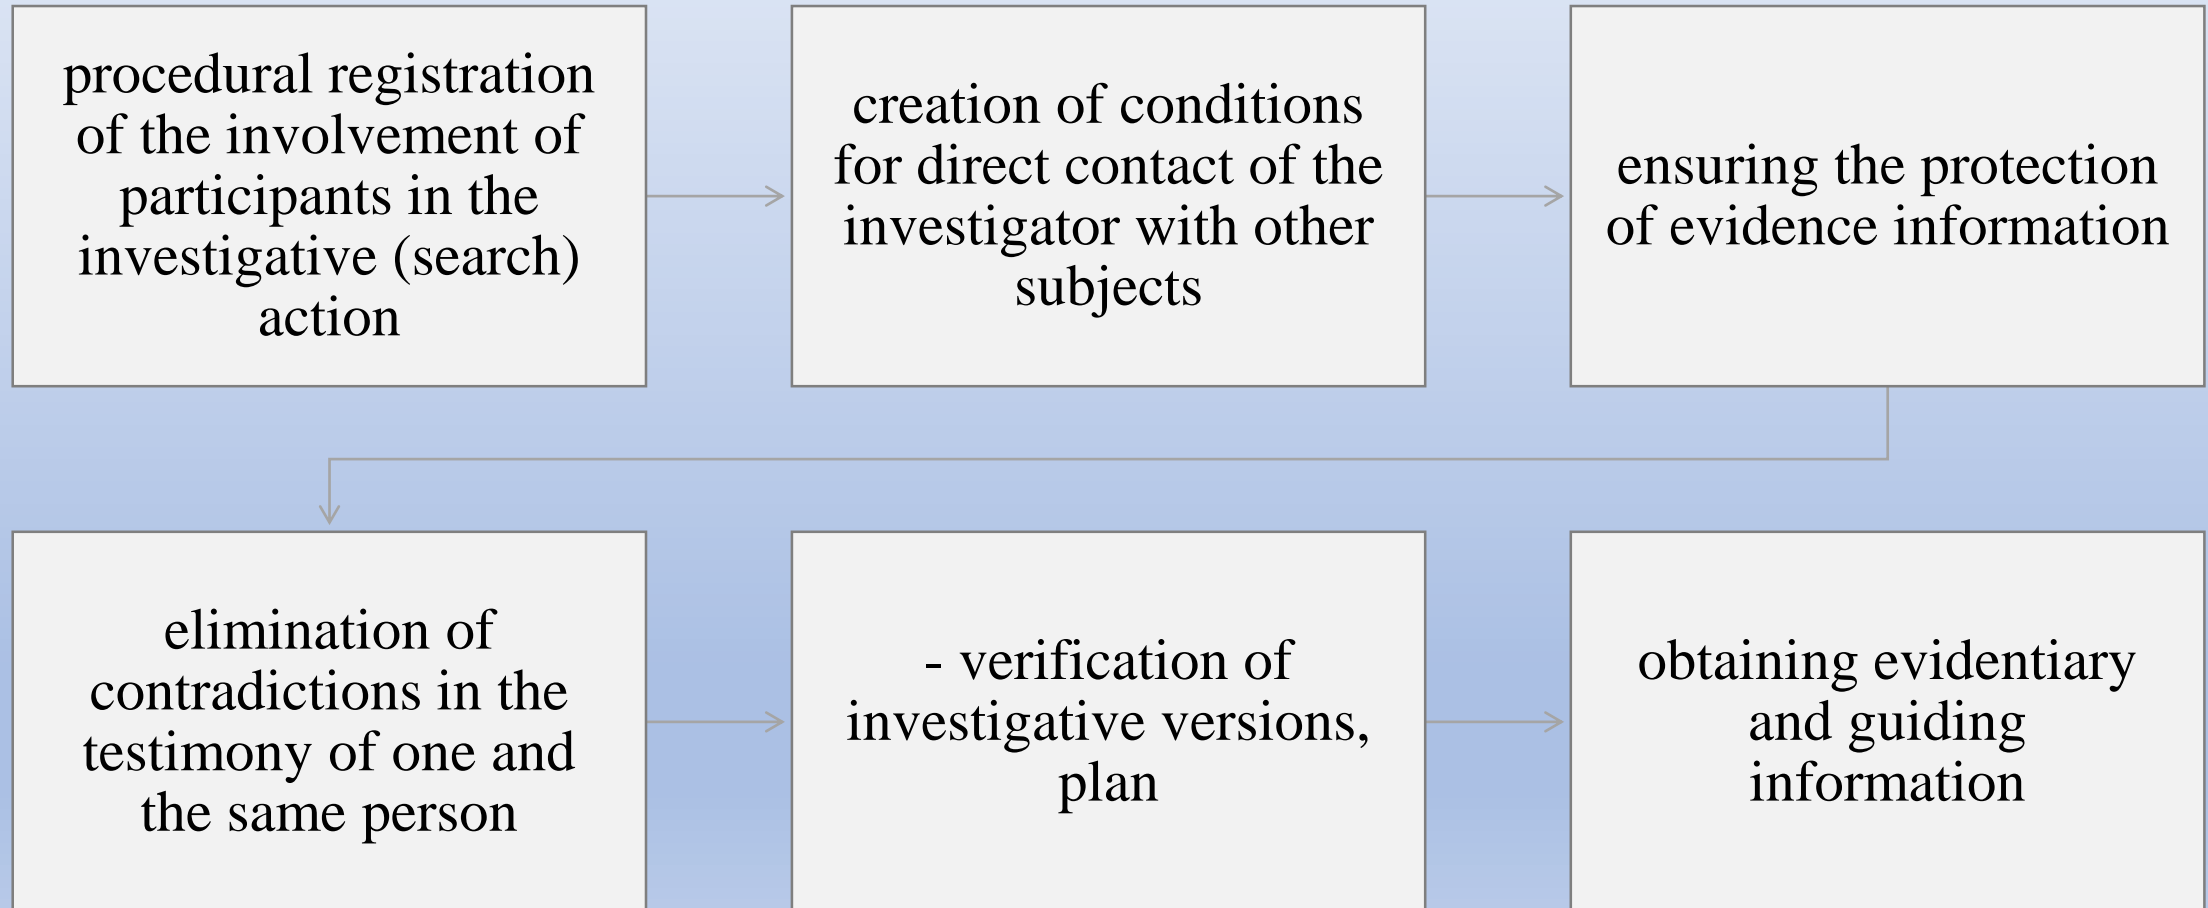 procedural registration
of the involvement of
participants in the
investigative (search)
action
creation of conditions
for direct contact of the
investigator with other
subjects
ensuring the protection
of evidence information
elimination of
contradictions in the
testimony of one and
the same person
- verification of
investigative versions,
plan
obtaining evidentiary
and guiding
information